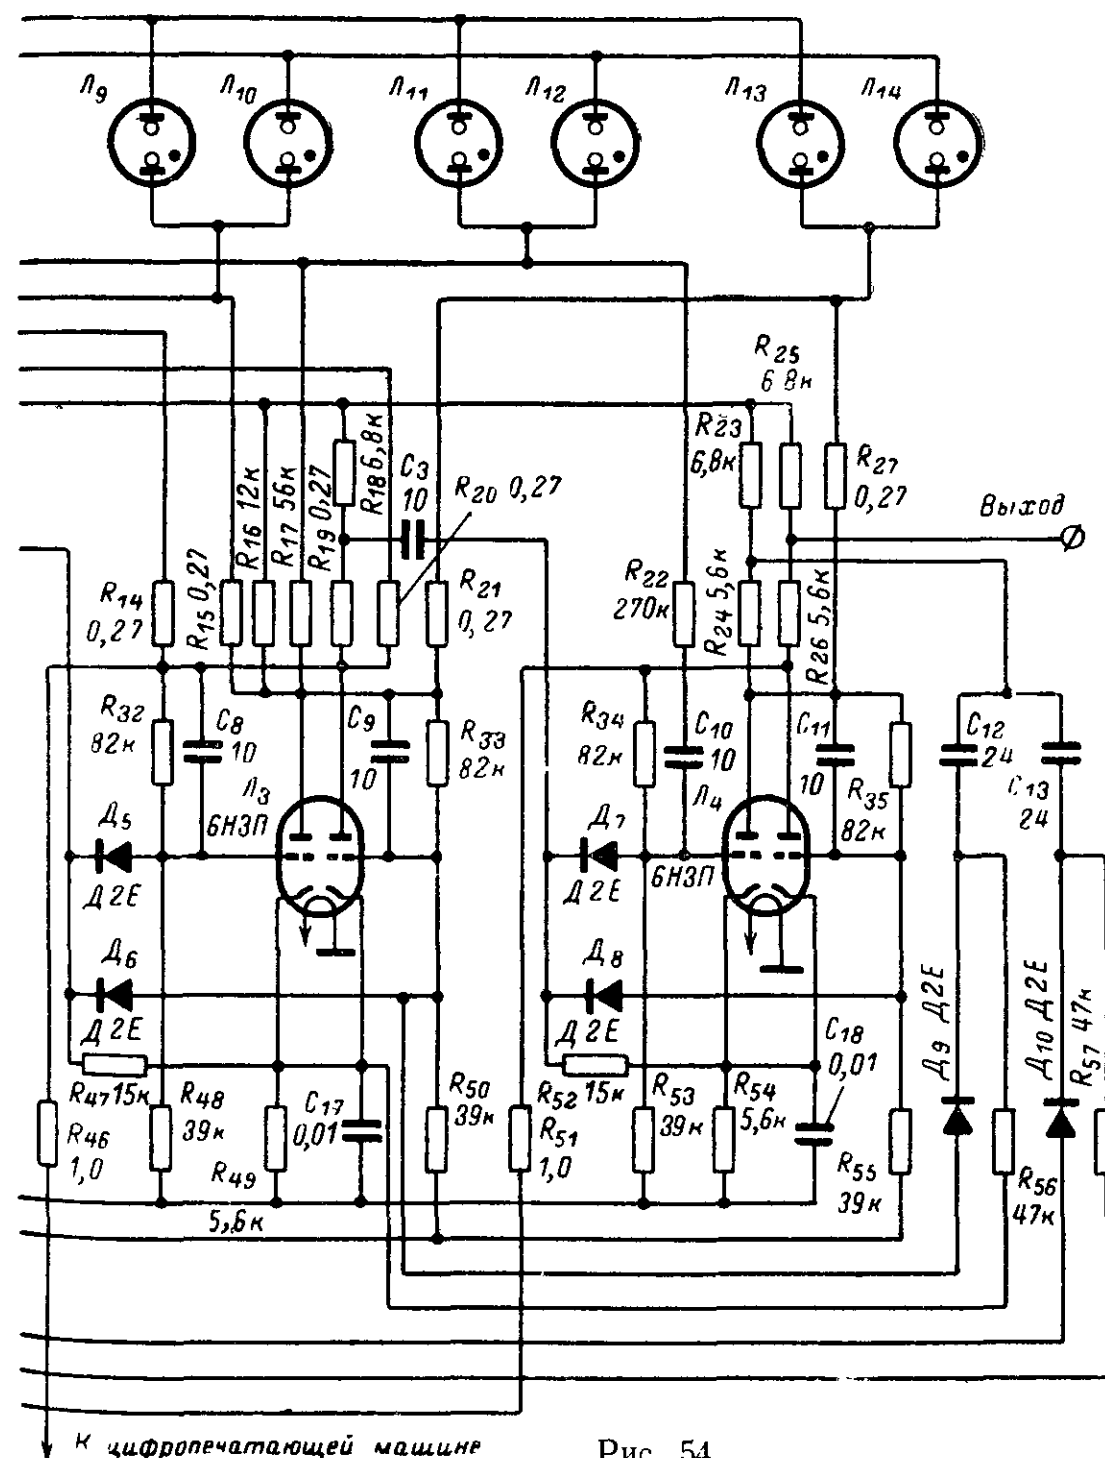 Л9 Л10 Л11 Л12 Л13 Л14
R25
6 8к
R23
6,8к
R27
0,27
Выход
R18 6,8к
C3
10
R20 0,27
R16 12к
R17 56к
R19 0,27
R14
0,27
R15 0,27
R21
0,27
R22
270к
R24 5,6к
R26 5,6к
R32
82к
C8
10
C9
10
R33
82к
R34
82к
C10
10
C11
10
R35
82к
C12
24
C13
24
Л3
6Н3П
Л4
6Н3П
Д5
Д2Е
Д7
Д2Е
Д6
Д2Е
Д8
Д2Е
C18
0,01
Д9 Д2Е
Д10 Д2Е
R57 47к
R47 15к
R48
39к
R46
1,0
R49
5,6к
C17
0,01
R50
39к
R52
15к
R51
1,0
R53
39к
R54
5,6к
R55
39к
R56
47к
К цифропечатающей машине
Рис. 54